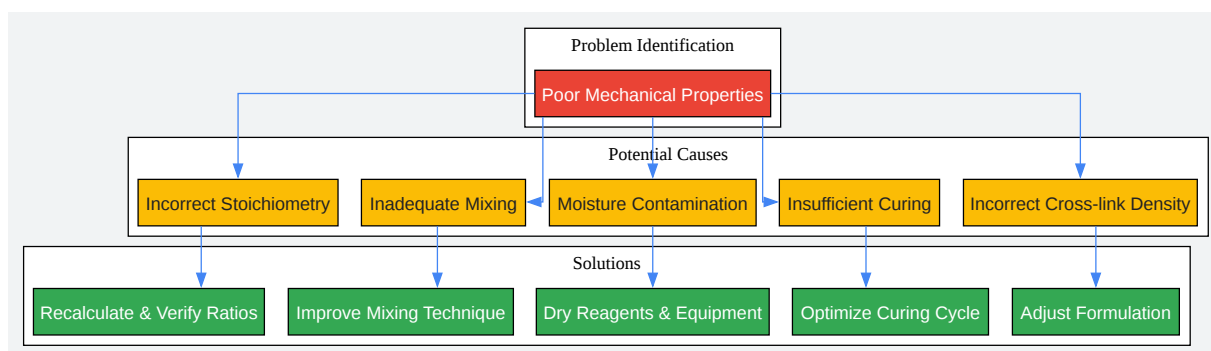 Problem Identification
Poor Mechanical Properties
Potential Causes
Incorrect Stoichiometry
Inadequate Mixing
Moisture Contamination
Insufficient Curing
Incorrect Cross-link Density
Solutions
Recalculate & Verify Ratios
Improve Mixing Technique
Dry Reagents & Equipment
Optimize Curing Cycle
Adjust Formulation